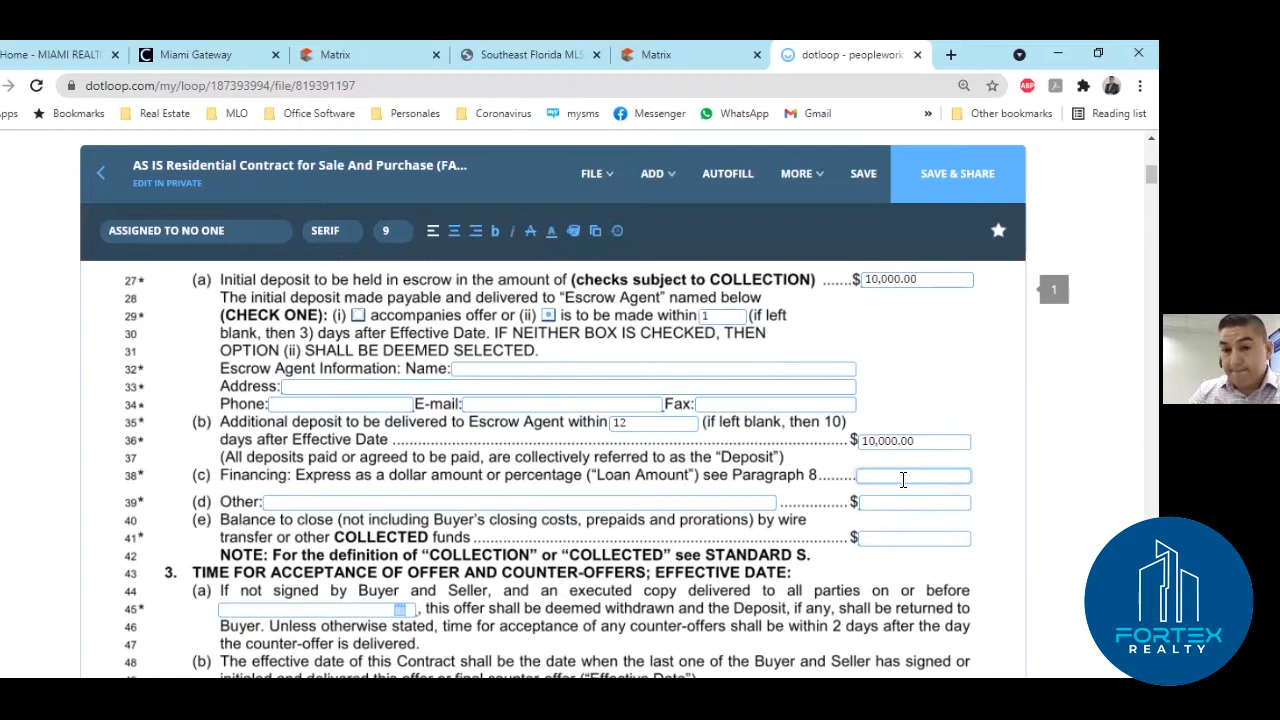 Home - MIAMI REALT
Miami Gateway
Matrix
Southeast Florida MLS
Matrix
dotloop - peoplework
dotloop.com/my/loop/187393994/file/819391197
ABP
Apps
Bookmarks
Real Estate
MLO
Office Software
Personales
Coronavirus
mysms
Messenger
WhatsApp
Gmail
»
Other bookmarks
Reading list
AS IS Residential Contract for Sale And Purchase (FA...
EDIT IN PRIVATE
FILE
ADD
AUTOFILL
MORE
SAVE
SAVE & SHARE
ASSIGNED TO NO ONE
SERIF
9
b
I
A
A
1
27* (a) Initial deposit to be held in escrow in the amount of (checks subject to COLLECTION) .......$ 10,000.00
28 The initial deposit made payable and delivered to “Escrow Agent” named below
29* (CHECK ONE): (i) accompanies offer or (ii) is to be made within 1 (if left
30 blank, then 3) days after Effective Date. IF NEITHER BOX IS CHECKED, THEN
31 OPTION (ii) SHALL BE DEEMED SELECTED.
32* Escrow Agent Information: Name:
33* Address:
34* Phone: E-mail: Fax:
35* (b) Additional deposit to be delivered to Escrow Agent within 12 (if left blank, then 10)
36* days after Effective Date ........ $ 10,000.00
37 (All deposits paid or agreed to be paid, are collectively referred to as the “Deposit”)
38* (c) Financing: Express as a dollar amount or percentage (“Loan Amount”) see Paragraph 8.........
39* (d) Other: ................ $
40 (e) Balance to close (not including Buyer’s closing costs, prepaids and prorations) by wire
41* transfer or other COLLECTED funds ........ $
42 NOTE: For the definition of “COLLECTION” or “COLLECTED” see STANDARD S.
43 3. TIME FOR ACCEPTANCE OF OFFER AND COUNTER-OFFERS; EFFECTIVE DATE:
44 (a) If not signed by Buyer and Seller, and an executed copy delivered to all parties on or before
45* , this offer shall be deemed withdrawn and the Deposit, if any, shall be returned to
46 Buyer. Unless otherwise stated, time for acceptance of any counter-offers shall be within 2 days after the day
47 the counter-offer is delivered.
48 (b) The effective date of this Contract shall be the date when the last one of the Buyer and Seller has signed or
initialed and delivered this offer or final counter-offer (“Effective Date”).
FORTEX
REALTY